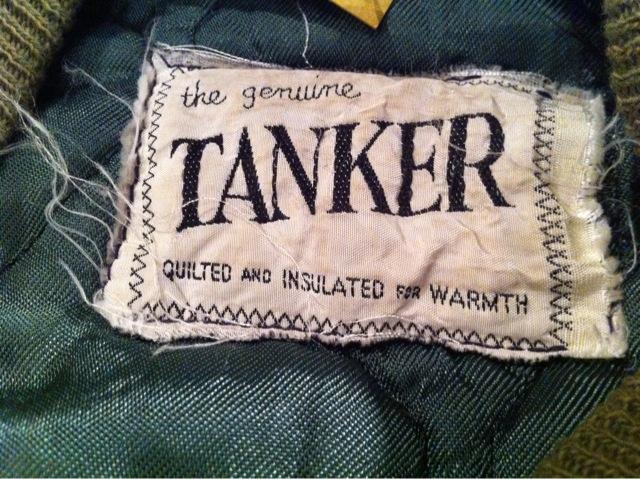 the genuine
TANKER
QUILTED AND INSULATED FOR WARMTH